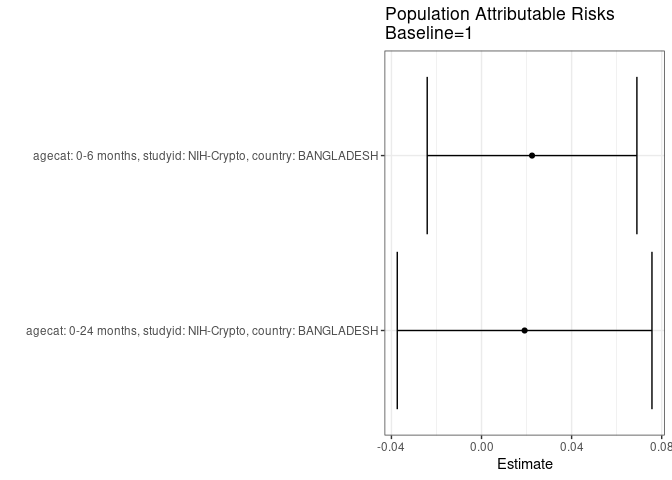 Population Attributable Risks
Baseline=1
agecat: 0-6 months, studyid: NIH-Crypto, country: BANGLADESH
agecat: 0-24 months, studyid: NIH-Crypto, country: BANGLADESH
-0.04 0.00 0.04 0.08
Estimate